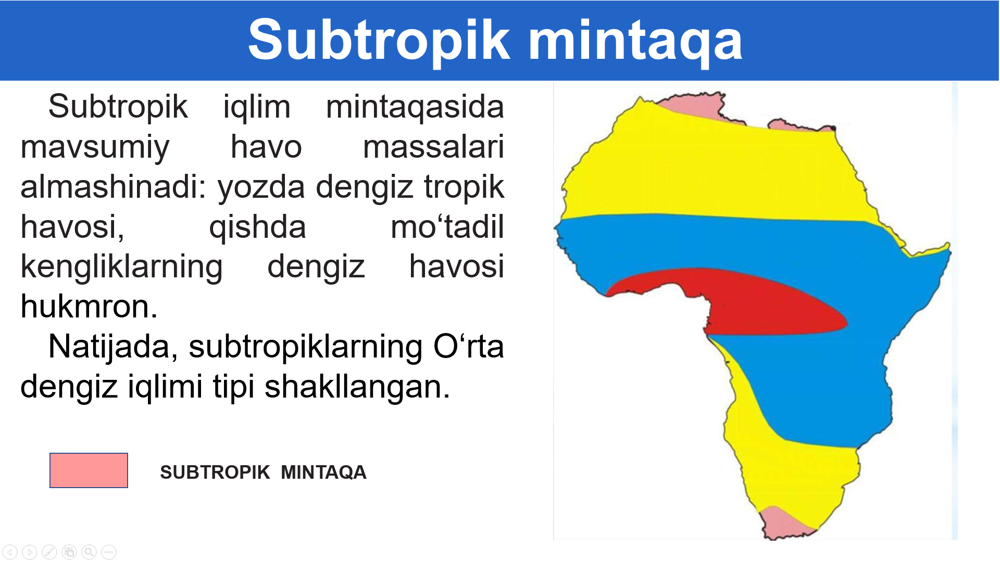 Subtropik mintaqa
Subtropik iqlim mintaqasida
mavsumiy havo massalari
almashinadi: yozda dengiz tropik
havosi, qishda mo‘tadil
kengliklarning dengiz havosi
hukmron.
Natijada, subtropiklarning O‘rta
dengiz iqlimi tipi shakllangan.
SUBTROPIK MINTAQA